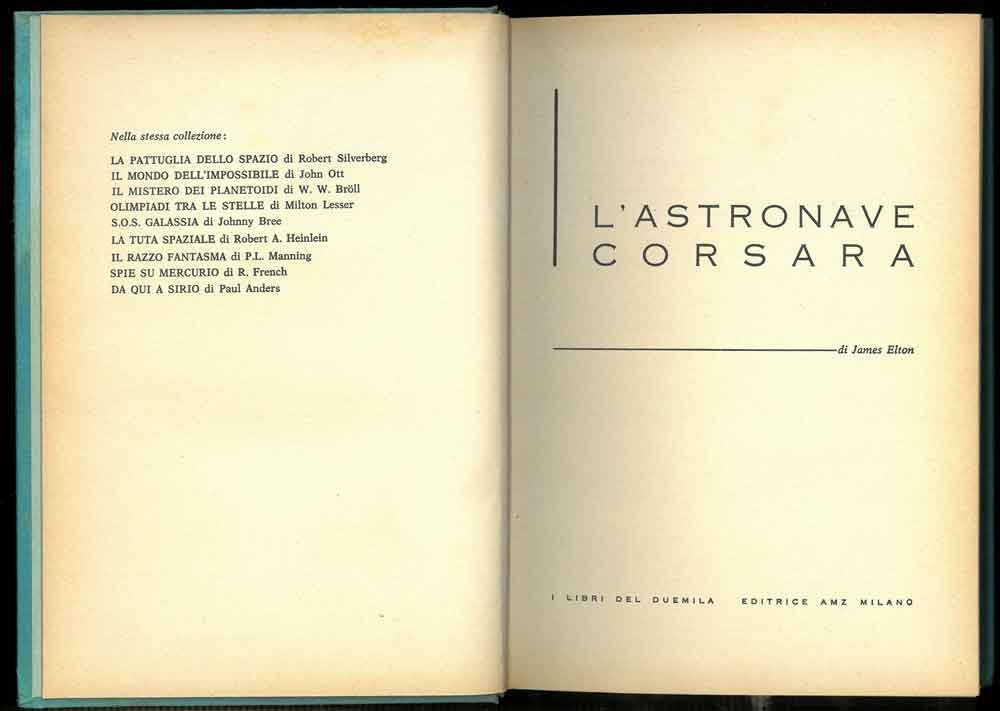 Nella stessa collezione:
LA PATTUGLIA DELLO SPAZIO di Robert Silverberg
IL MONDO DELL'IMPOSSIBILE di John Ott
IL MISTERO DEI PLANETOIDI di W. W. Bröll
OLIMPIADI TRA LE STELLE di Milton Lesser
S.O.S. GALASSIA di Johnny Bree
LA TUTA SPAZIALE di Robert A. Heinlein
IL RAZZO FANTASMA di P.L. Manning
SPIE SU MERCURIO di R. French
DA QUI A SIRIO di Paul Anders
L'ASTRONAVE
CORSARA
di James Elton
I LIBRI DEL DUEMILA EDITRICE AMZ MILANO